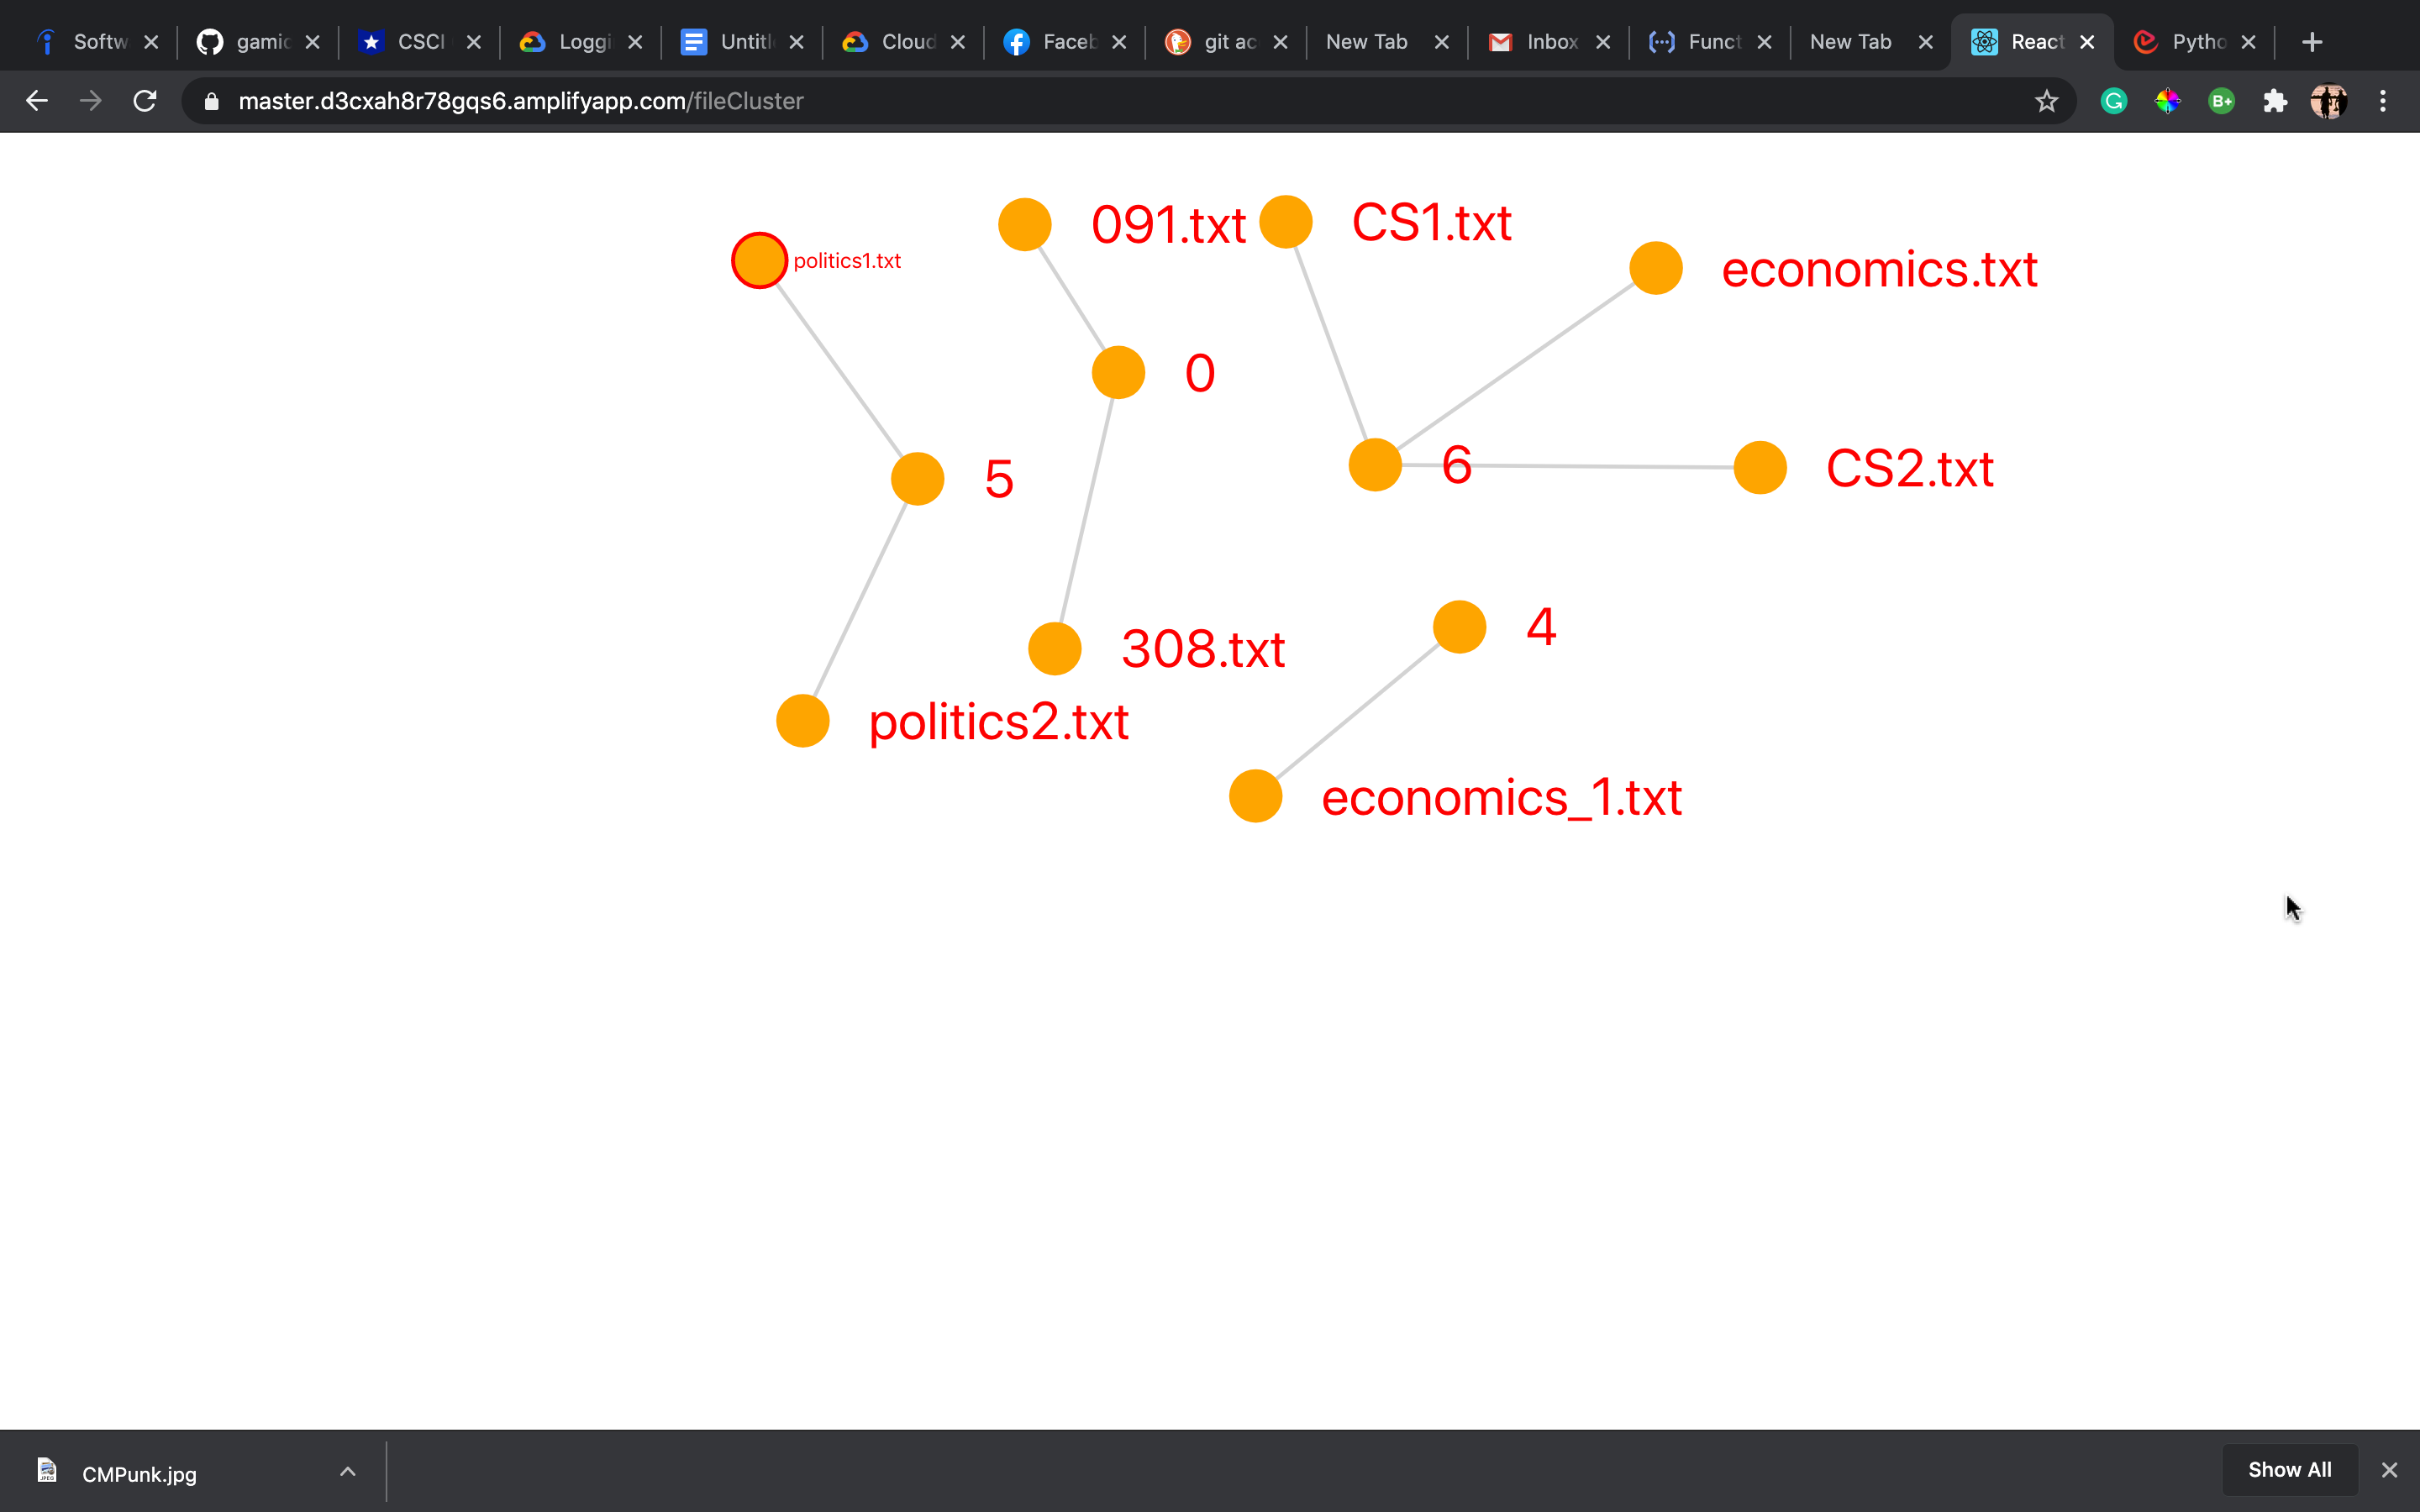 Softw
gamic
CSCI
Loggi
Untitl
Cloud
Faceb
git ac
New Tab
Inbox
Funct
New Tab
React
Pytho
master.d3cxah8r78gqs6.amplifyapp.com/fileCluster
B+
091.txt
CS1.txt
politics1.txt
economics.txt
0
5
6
CS2.txt
4
308.txt
politics2.txt
economics_1.txt
JPEG
CMPunk.jpg
Show All